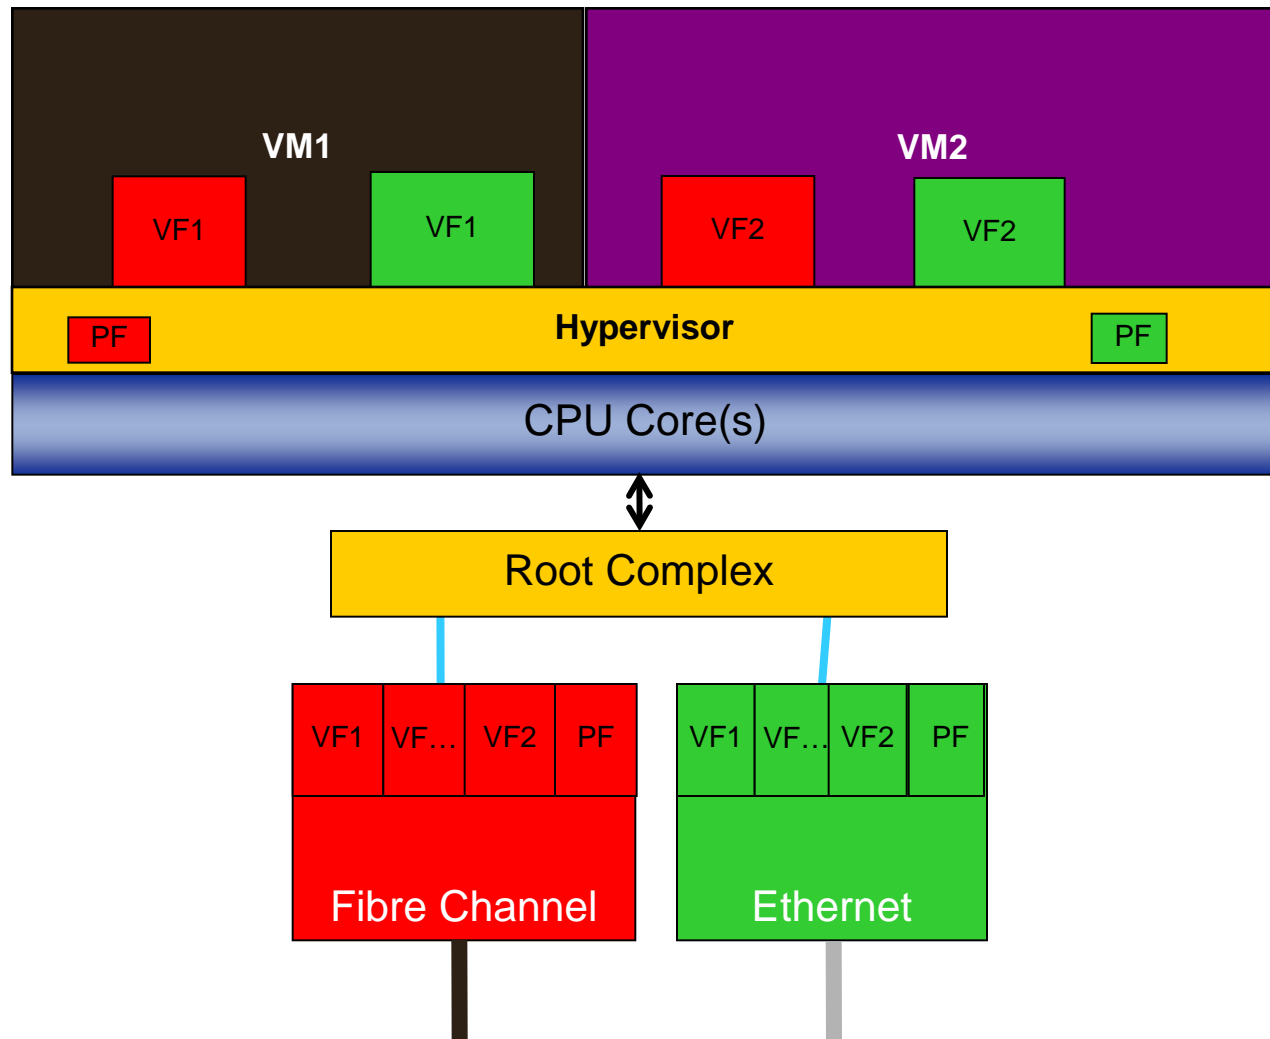 VM1
VM2
VF1
VF1
VF2
VF2
PF
Hypervisor
PF
CPU Core(s)
Root Complex
VF1
VF…
VF2
PF
VF1
VF…
VF2
PF
Fibre Channel
Ethernet